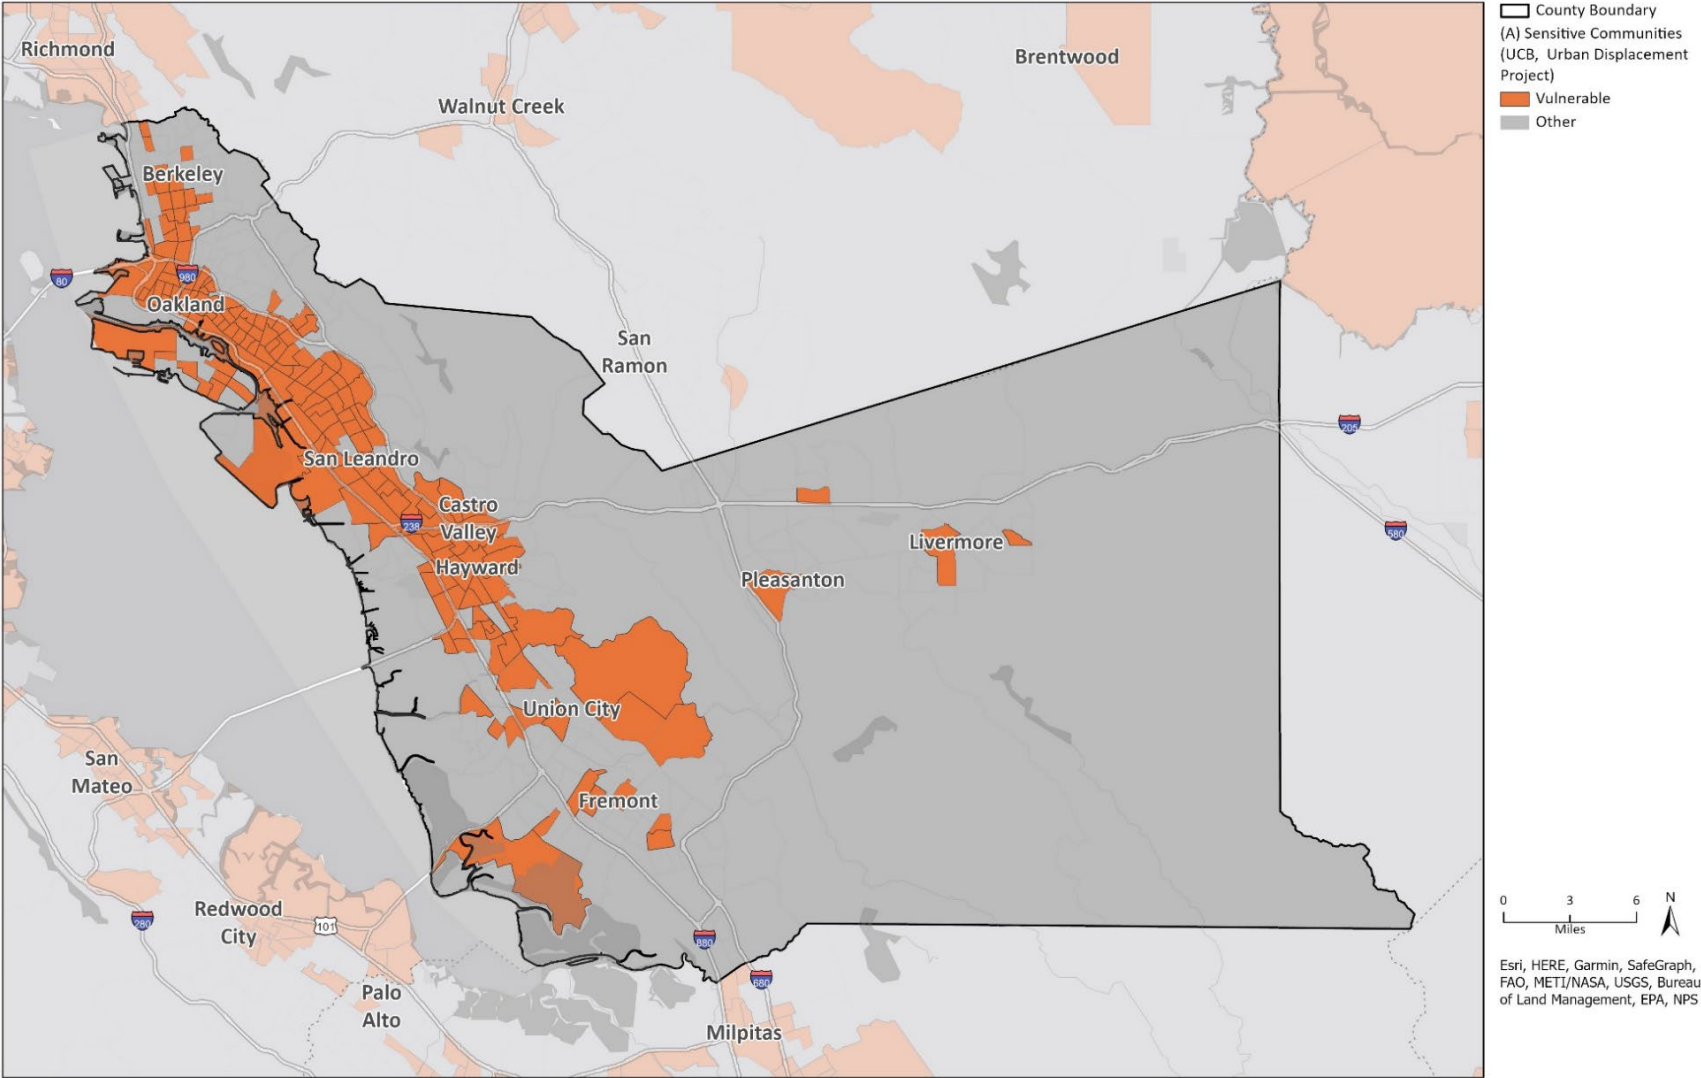 Richmond
Brentwood
Walnut Creek
Berkeley
80
980
Oakland
San
Ramon
205
San Leandro
Castro
Valley
238
580
Livermore
Hayward
Pleasanton
Union City
San
Mateo
Fremont
Redwood
City
280
101
880
680
Palo
Alto
Milpitas
County Boundary
(A) Sensitive Communities
(UCB, Urban Displacement
Project)
Vulnerable
Other
0 3 6
Miles
N
Esri, HERE, Garmin, SafeGraph,
FAO, METI/NASA, USGS, Bureau
of Land Management, EPA, NPS